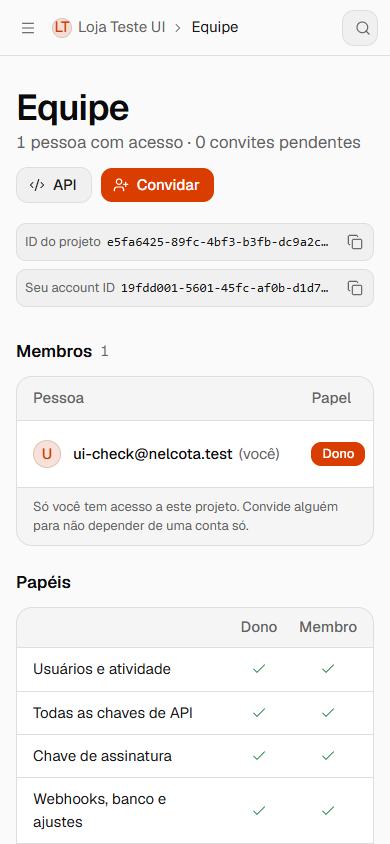 LT Loja Teste UI > Equipe
Equipe
1 pessoa com acesso · 0 convites pendentes
</> API
Convidar
ID do projeto e5fa6425-89fc-4bf3-b3fb-dc9a2c…
Seu account ID 19fdd001-5601-45fc-af0b-d1d7…
Membros 1
Pessoa Papel
U ui-check@nelcota.test (você) Dono
Só você tem acesso a este projeto. Convide alguém
para não depender de uma conta só.
Papéis
Dono Membro
Usuários e atividade
Todas as chaves de API
Chave de assinatura
Webhooks, banco e
ajustes